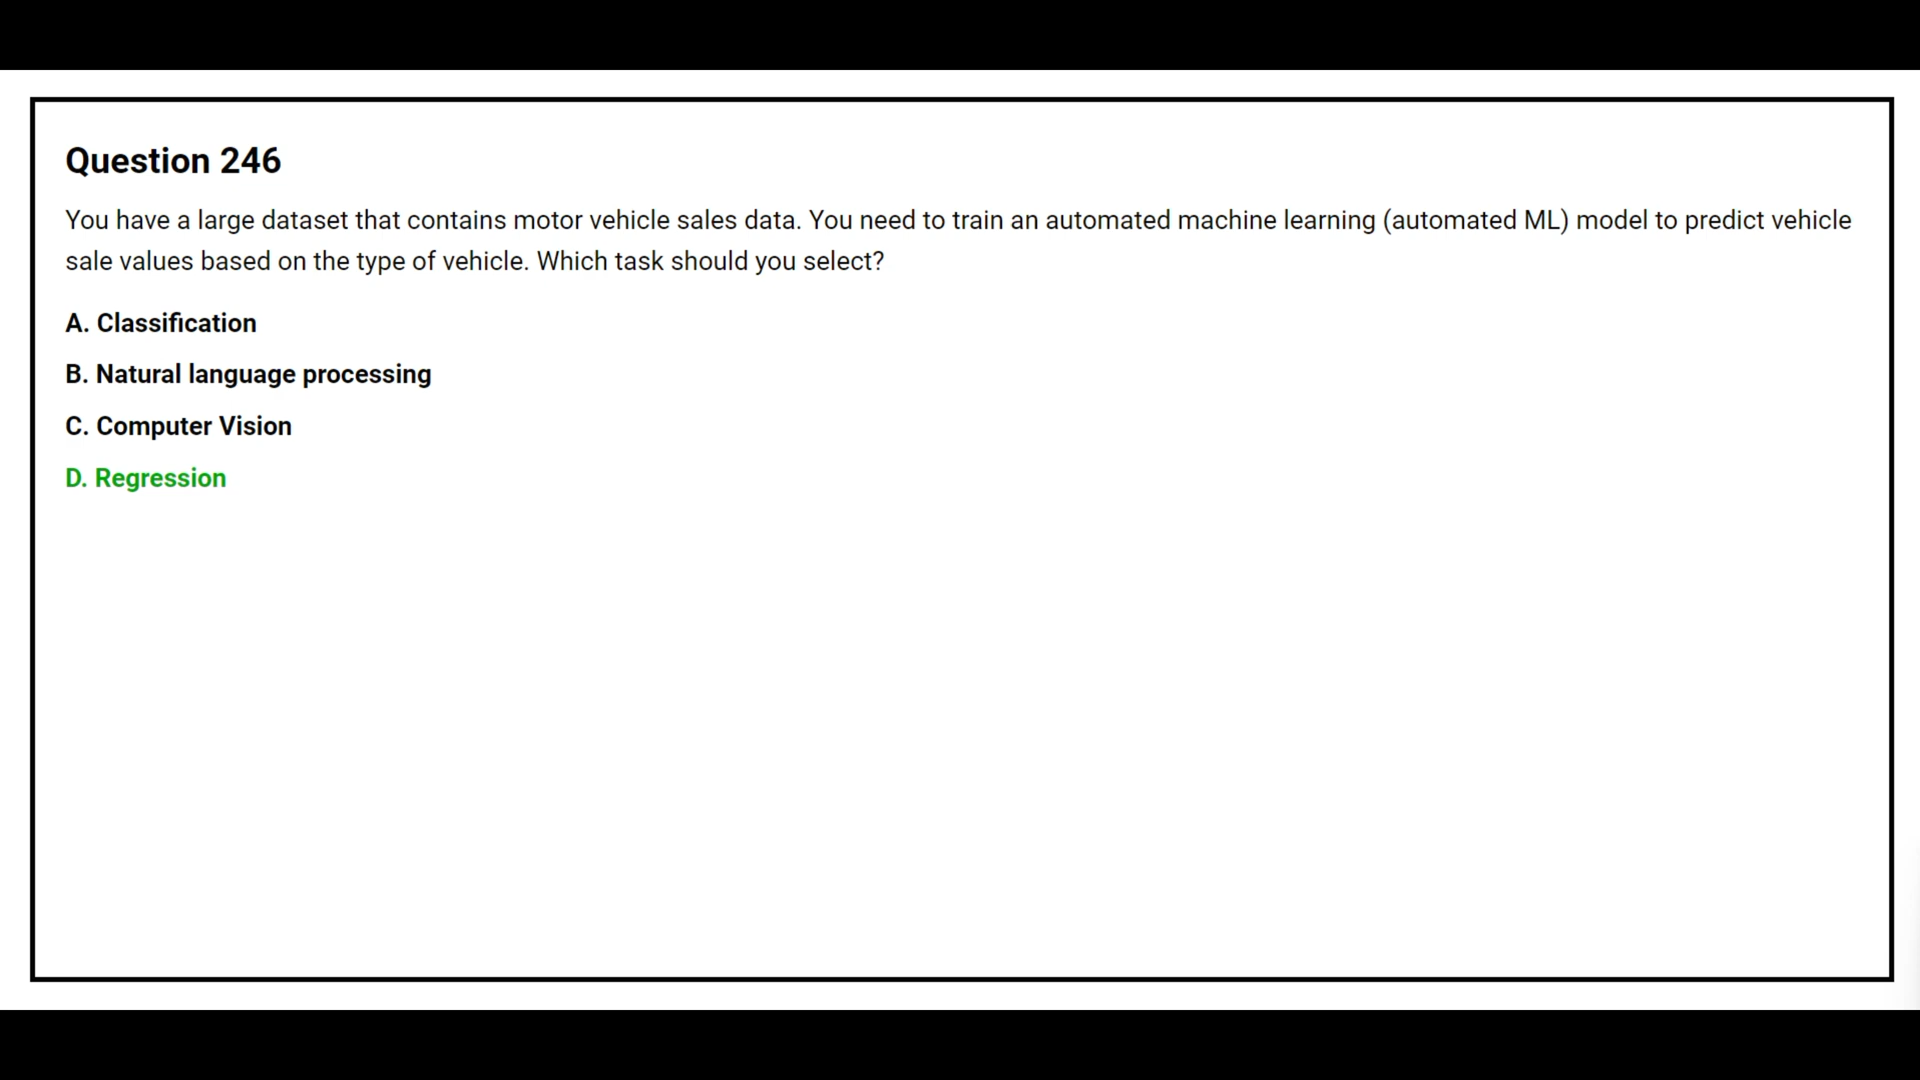 Question 246
You have a large dataset that contains motor vehicle sales data. You need to train an automated machine learning (automated ML) model to predict vehicle
sale values based on the type of vehicle. Which task should you select?
A. Classification
B. Natural language processing
C. Computer Vision
D. Regression